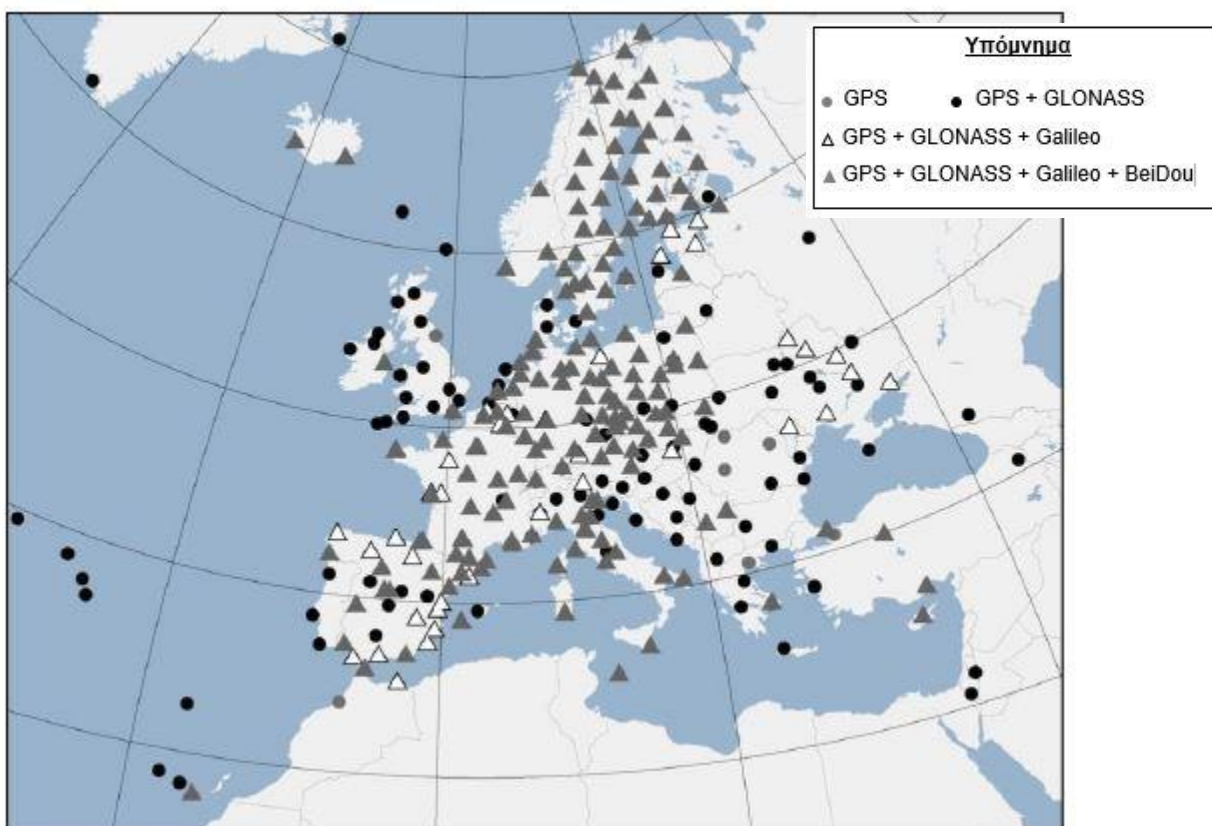 Υπόμνημα
GPS GPS + GLONASS
GPS + GLONASS + Galileo
GPS + GLONASS + Galileo + BeiDou